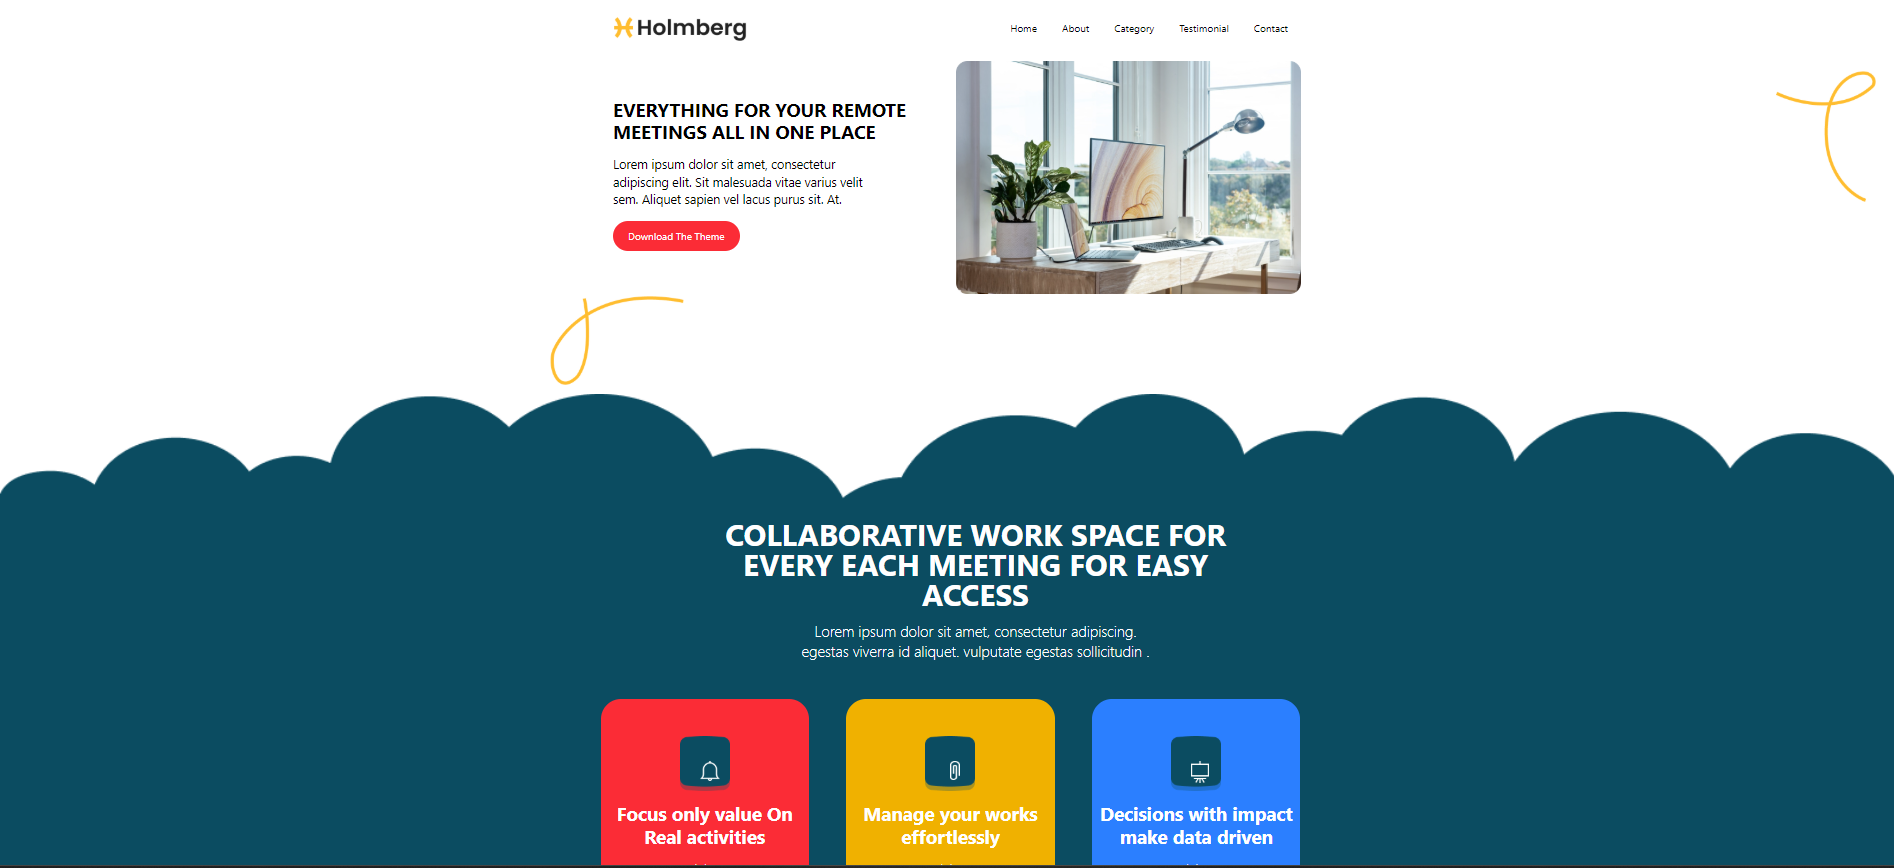 Holmberg
Home About Category Testimonial Contact
EVERYTHING FOR YOUR REMOTE
MEETINGS ALL IN ONE PLACE
Lorem ipsum dolor sit amet, consectetur
adipiscing elit. Sit malesuada vitae varius velit
sem. Aliquet sapien vel lacus purus sit. At.
Download The Theme
COLLABORATIVE WORK SPACE FOR
EVERY EACH MEETING FOR EASY
ACCESS
Lorem ipsum dolor sit amet, consectetur adipiscing.
egestas viverra id aliquet. vulputate egestas sollicitudin .
Focus only value On
Real activities
Manage your works
effortlessly
Decisions with impact
make data driven